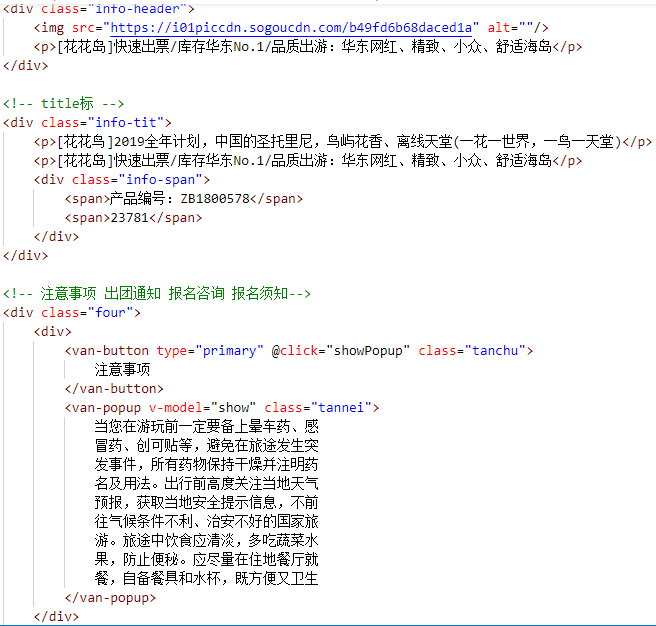 <div class="info-header">
<img src="https://i01piccdn.sogoucdn.com/b49fd6b68daced1a" alt=""/>
<p>[花花鸟]快速出票/库存华东No.1/品质出游：华东网红、精致、小众、舒适海岛</p>
</div>
<!-- title标 -->
<div class="info-tit">
<p>[花花鸟]2019全年计划，中国的圣托里尼，鸟屿花香、离线天堂(一花一世界，一鸟一天堂)</p>
<p>[花花鸟]快速出票/库存华东No.1/品质出游：华东网红、精致、小众、舒适海岛</p>
<div class="info-span">
<span>产品编号：ZB1800578</span>
<span>23781</span>
</div>
</div>
<!-- 注意事项 出团通知 报名咨询 报名须知-->
<div class="four">
<div>
<van-button type="primary" @click="showPopup" class="tanchu">
注意事项
</van-button>
<van-popup v-model="show" class="tannei">
当您在游玩前一定要备上晕车药、感
冒药、创可贴等，避免在旅途发生突
发事件，所有药物保持干燥并注明药
名及用法。出行前高度关注当地天气
预报，获取当地安全提示信息，不前
往气候条件不利、治安不好的国家旅
游。旅途中饮食应清淡，多吃蔬菜水
果，防止便秘。应尽量在住地餐厅就
餐，自备餐具和水杯，既方便又卫生
</van-popup>
</div>